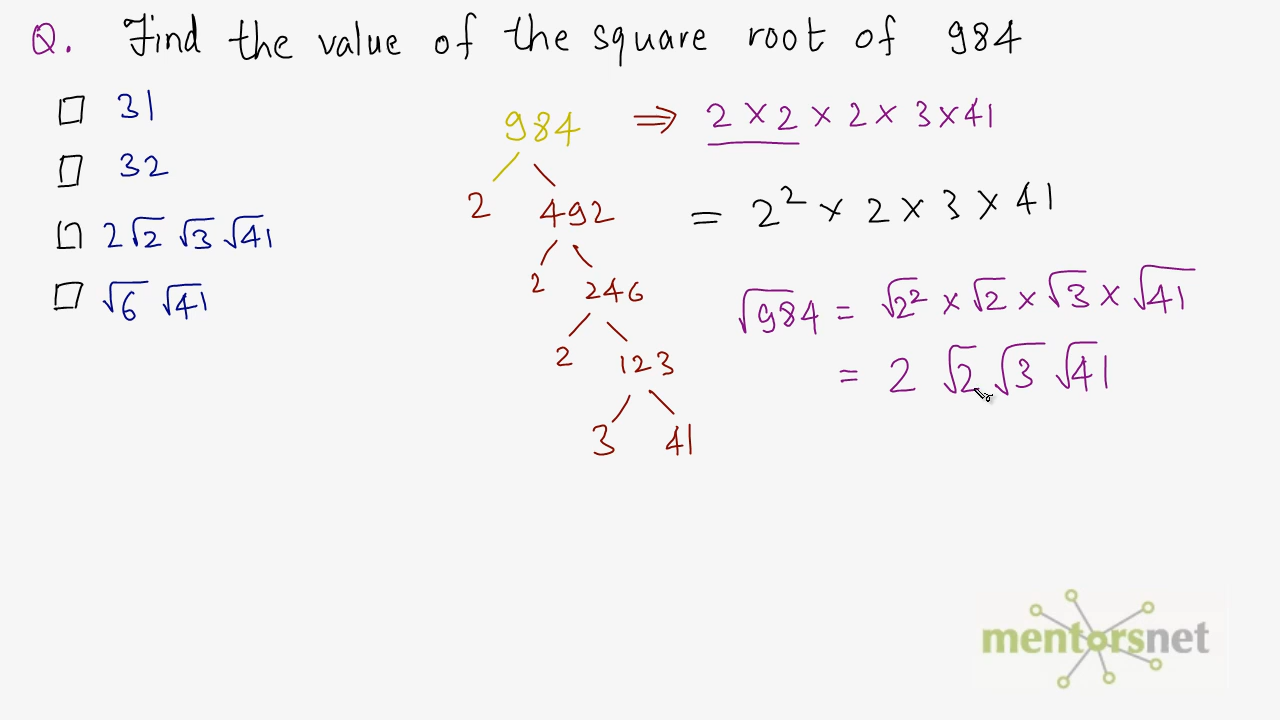 Q. Find the value of the square root of 984
31
32
2√2 √3 √41
√6 √41
984 ⇒ 2 × 2 × 2 × 3 × 41
2 492
2 246
2 123
3 41
= 2² × 2 × 3 × 41
√984 = √2² × √2 × √3 × √41
= 2 √2 √3 √41
mentorsnet